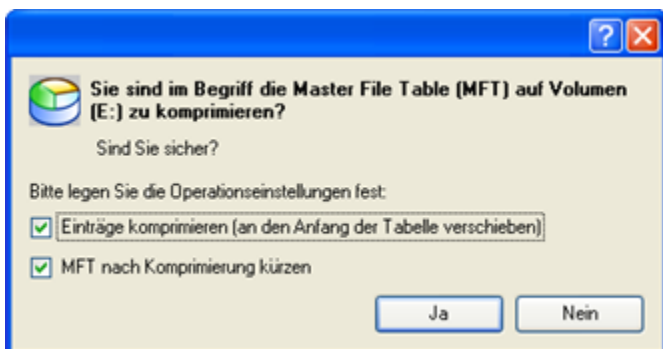 Sie sind im Begriff die Master File Table (MFT) auf Volumen
(E:) zu komprimieren?
Sind Sie sicher?
Bitte legen Sie die Operationseinstellungen fest:
Einträge komprimieren (an den Anfang der Tabelle verschieben)
MFT nach Komprimierung kürzen
Ja Nein